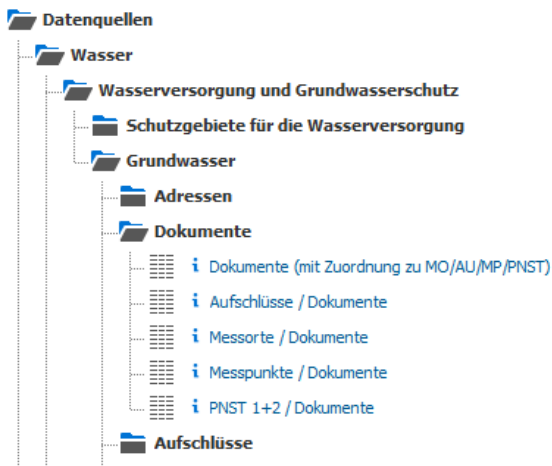 Datenquellen
Wasser
Wasserversorgung und Grundwasserschutz
Schutzgebiete für die Wasserversorgung
Grundwasser
Adressen
Dokumente
i Dokumente (mit Zuordnung zu MO/AU/MP/PNST)
i Aufschlüsse / Dokumente
i Messorte / Dokumente
i Messpunkte / Dokumente
i PNST 1+2 / Dokumente
Aufschlüsse